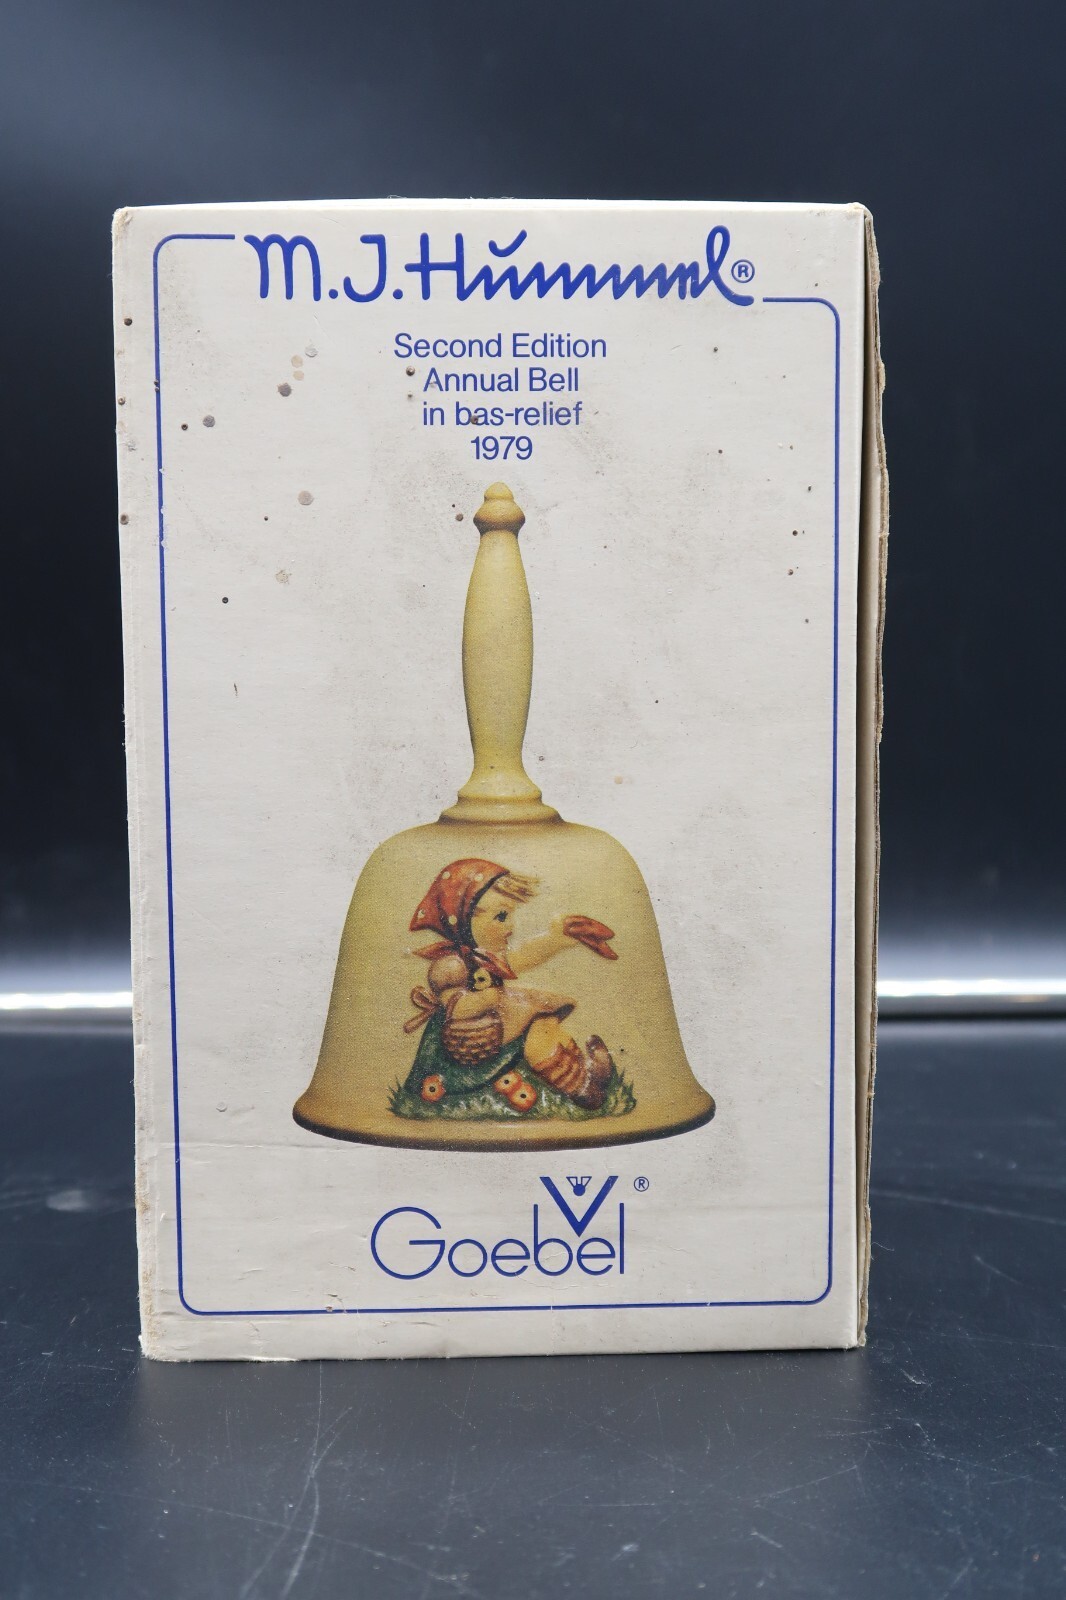 M.J.Hummel®
Second Edition
Annual Bell
in bas-relief
1979
Goebel®